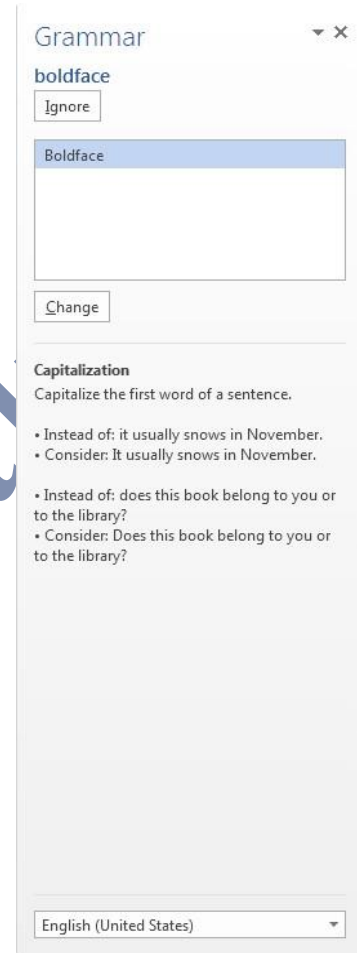 Grammar
boldface
Ignore
Boldface
Change
Capitalization
Capitalize the first word of a sentence.
• Instead of: it usually snows in November.
• Consider: It usually snows in November.
• Instead of: does this book belong to you or
to the library?
• Consider: Does this book belong to you or
to the library?
English (United States)